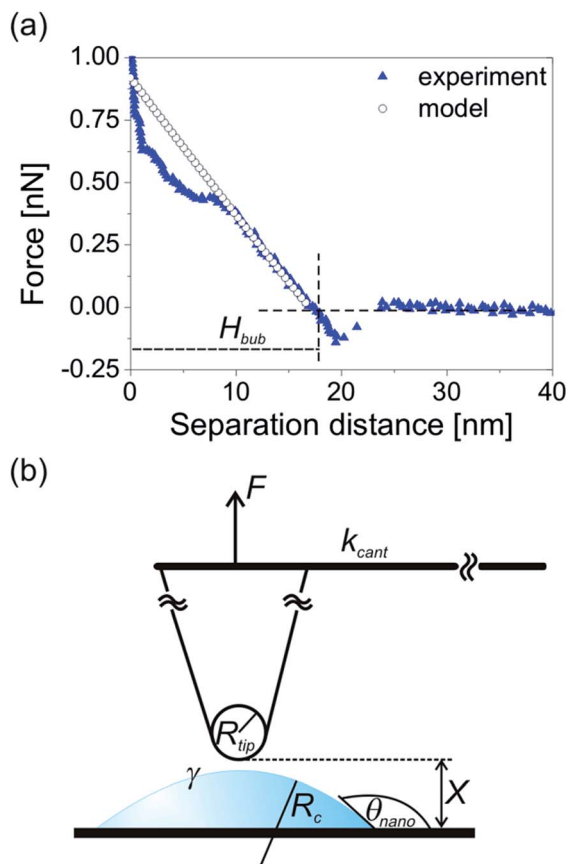 (a)
1.00
0.75
0.50
0.25
0.00
-0.25
Force [nN]
experiment
model
H_bub
0 10 20 30 40
Separation distance [nm]
(b)
F
k_cant
R_tip
γ
R_c
θ_nano
X